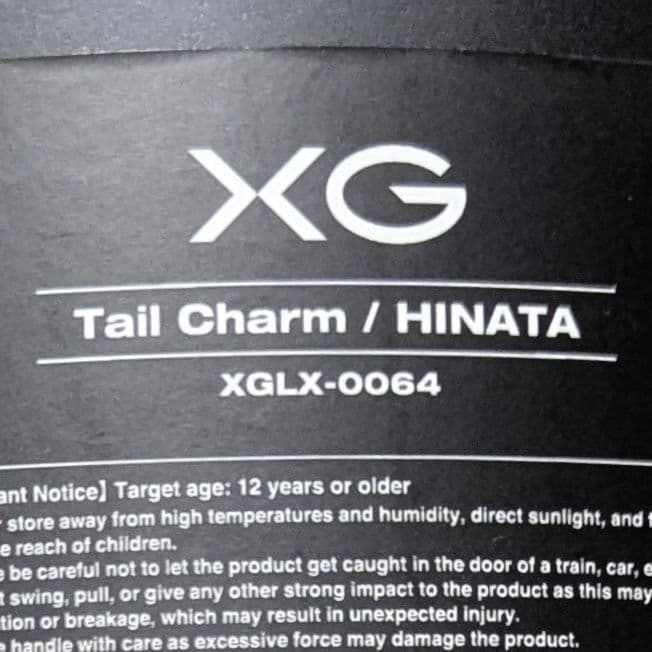 XG
Tail Charm / HINATA
XGLX-0064
Notice】Target age: 12 years or older
store away from high temperatures and humidity, direct sunlight, and
reach of children.
be careful not to let the product get caught in the door of a train, car,
swing, pull, or give any other strong impact to the product as this may
or breakage, which may result in unexpected injury.
handle with care as excessive force may damage the product.